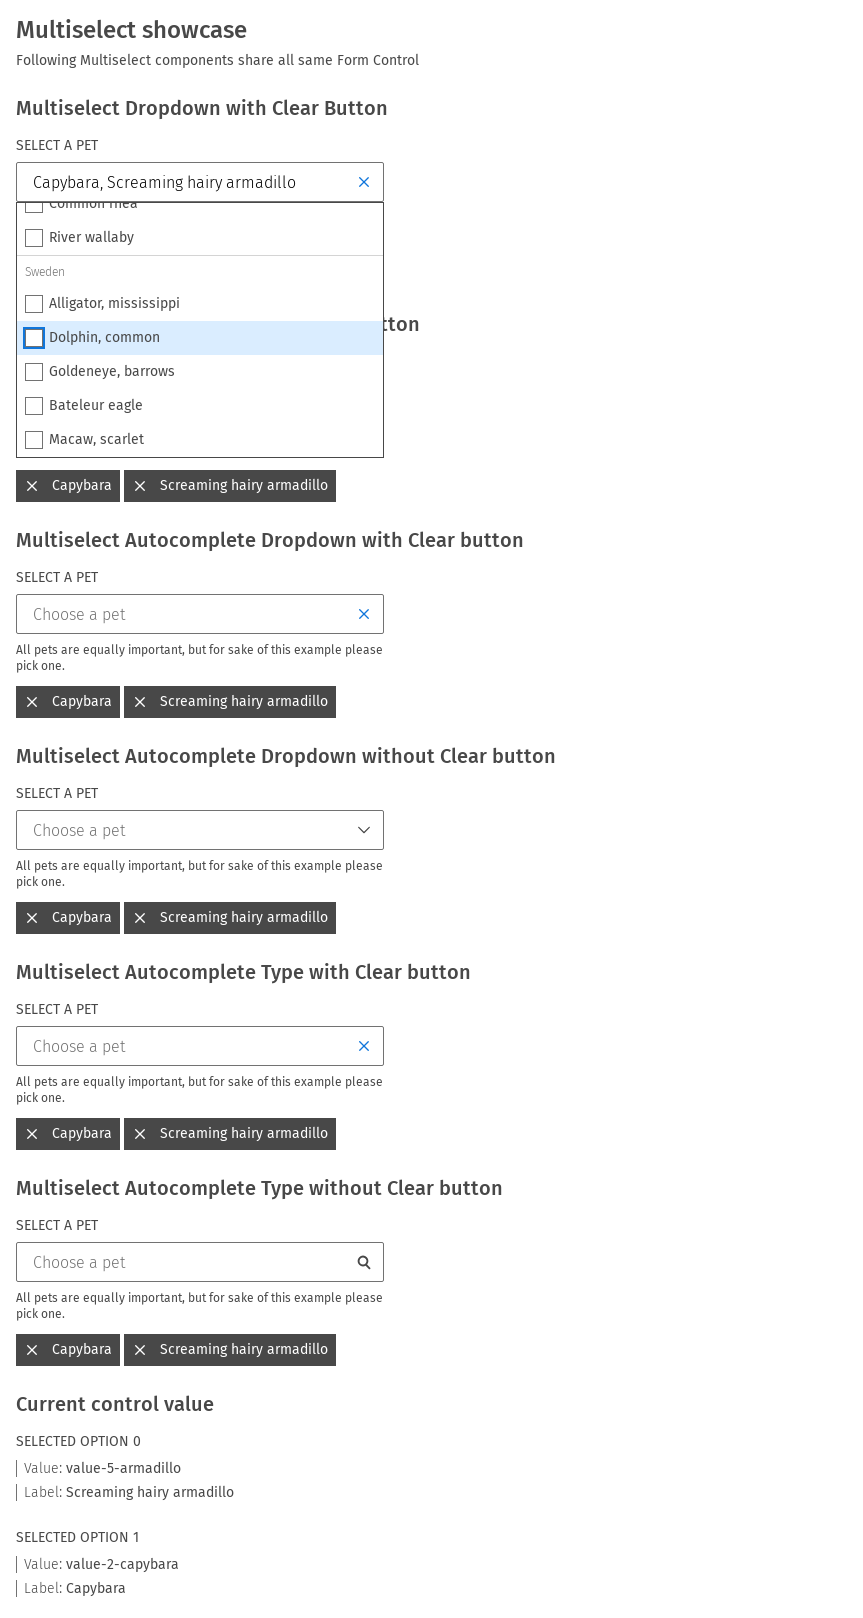 Multiselect showcase
Following Multiselect components share all same Form Control
Multiselect Dropdown with Clear Button
SELECT A PET
Capybara, Screaming hairy armadillo
Common rhea
River wallaby
Sweden
Alligator, mississippi
tton
Dolphin, common
Goldeneye, barrows
Bateleur eagle
Macaw, scarlet
Capybara Screaming hairy armadillo
Multiselect Autocomplete Dropdown with Clear button
SELECT A PET
Choose a pet
All pets are equally important, but for sake of this example please
pick one.
Capybara Screaming hairy armadillo
Multiselect Autocomplete Dropdown without Clear button
SELECT A PET
Choose a pet
All pets are equally important, but for sake of this example please
pick one.
Capybara Screaming hairy armadillo
Multiselect Autocomplete Type with Clear button
SELECT A PET
Choose a pet
All pets are equally important, but for sake of this example please
pick one.
Capybara Screaming hairy armadillo
Multiselect Autocomplete Type without Clear button
SELECT A PET
Choose a pet
All pets are equally important, but for sake of this example please
pick one.
Capybara Screaming hairy armadillo
Current control value
SELECTED OPTION 0
Value: value-5-armadillo
Label: Screaming hairy armadillo
SELECTED OPTION 1
Value: value-2-capybara
Label: Capybara